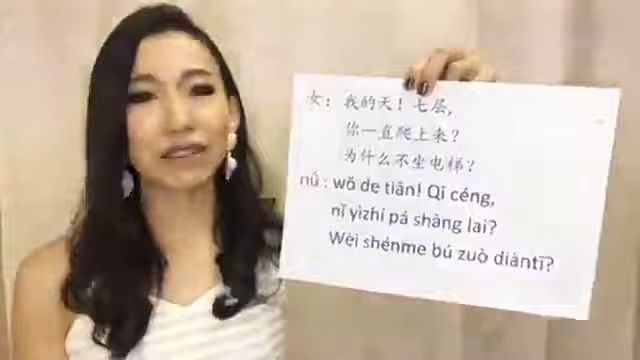 女：我的天！七层，
你一直爬上来？
为什么不坐电梯？
nǚ : wǒ de tiān! Qī céng,
nǐ yìzhí pá shàng lai?
Wèi shénme bú zuò diàntī?